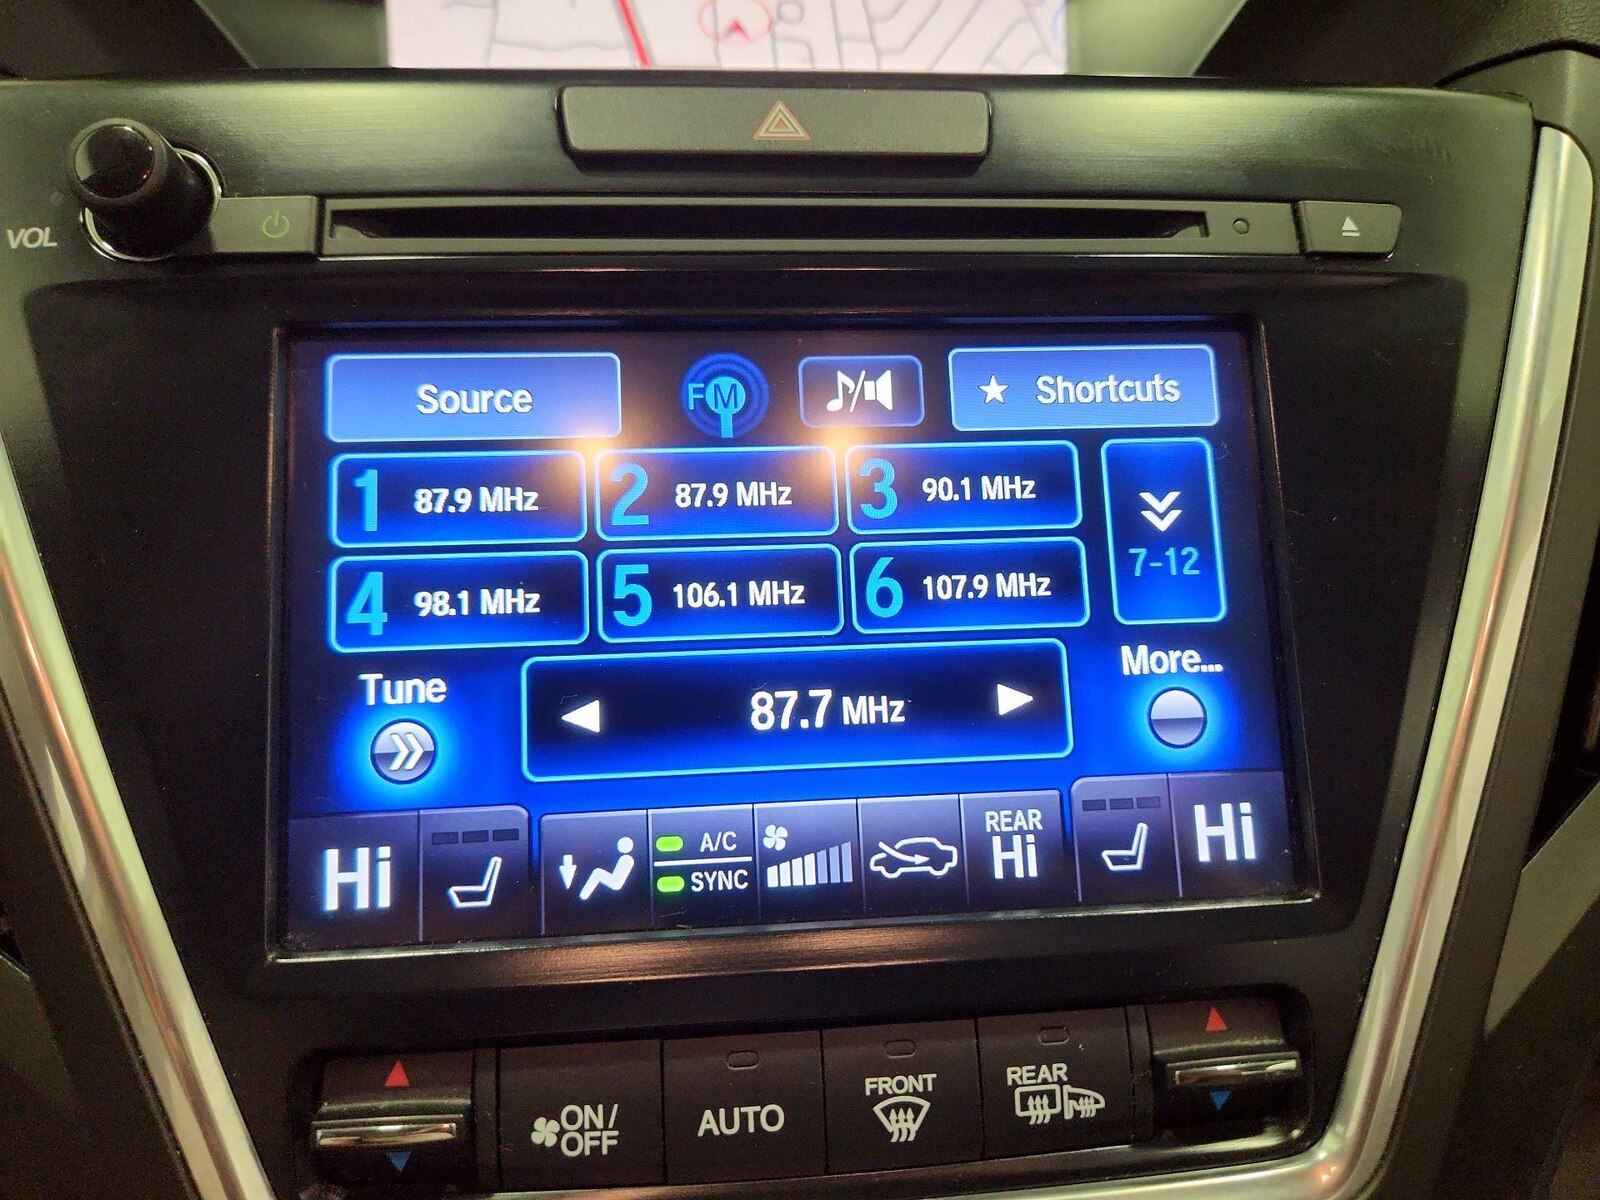 VOL
Source
FM
Shortcuts
1 87.9 MHz
2 87.9 MHz
3 90.1 MHz
4 98.1 MHz
5 106.1 MHz
6 107.9 MHz
7-12
Tune
87.7 MHz
More...
Hi
A/C
SYNC
REAR
Hi
Hi
ON/
OFF
AUTO
FRONT
REAR